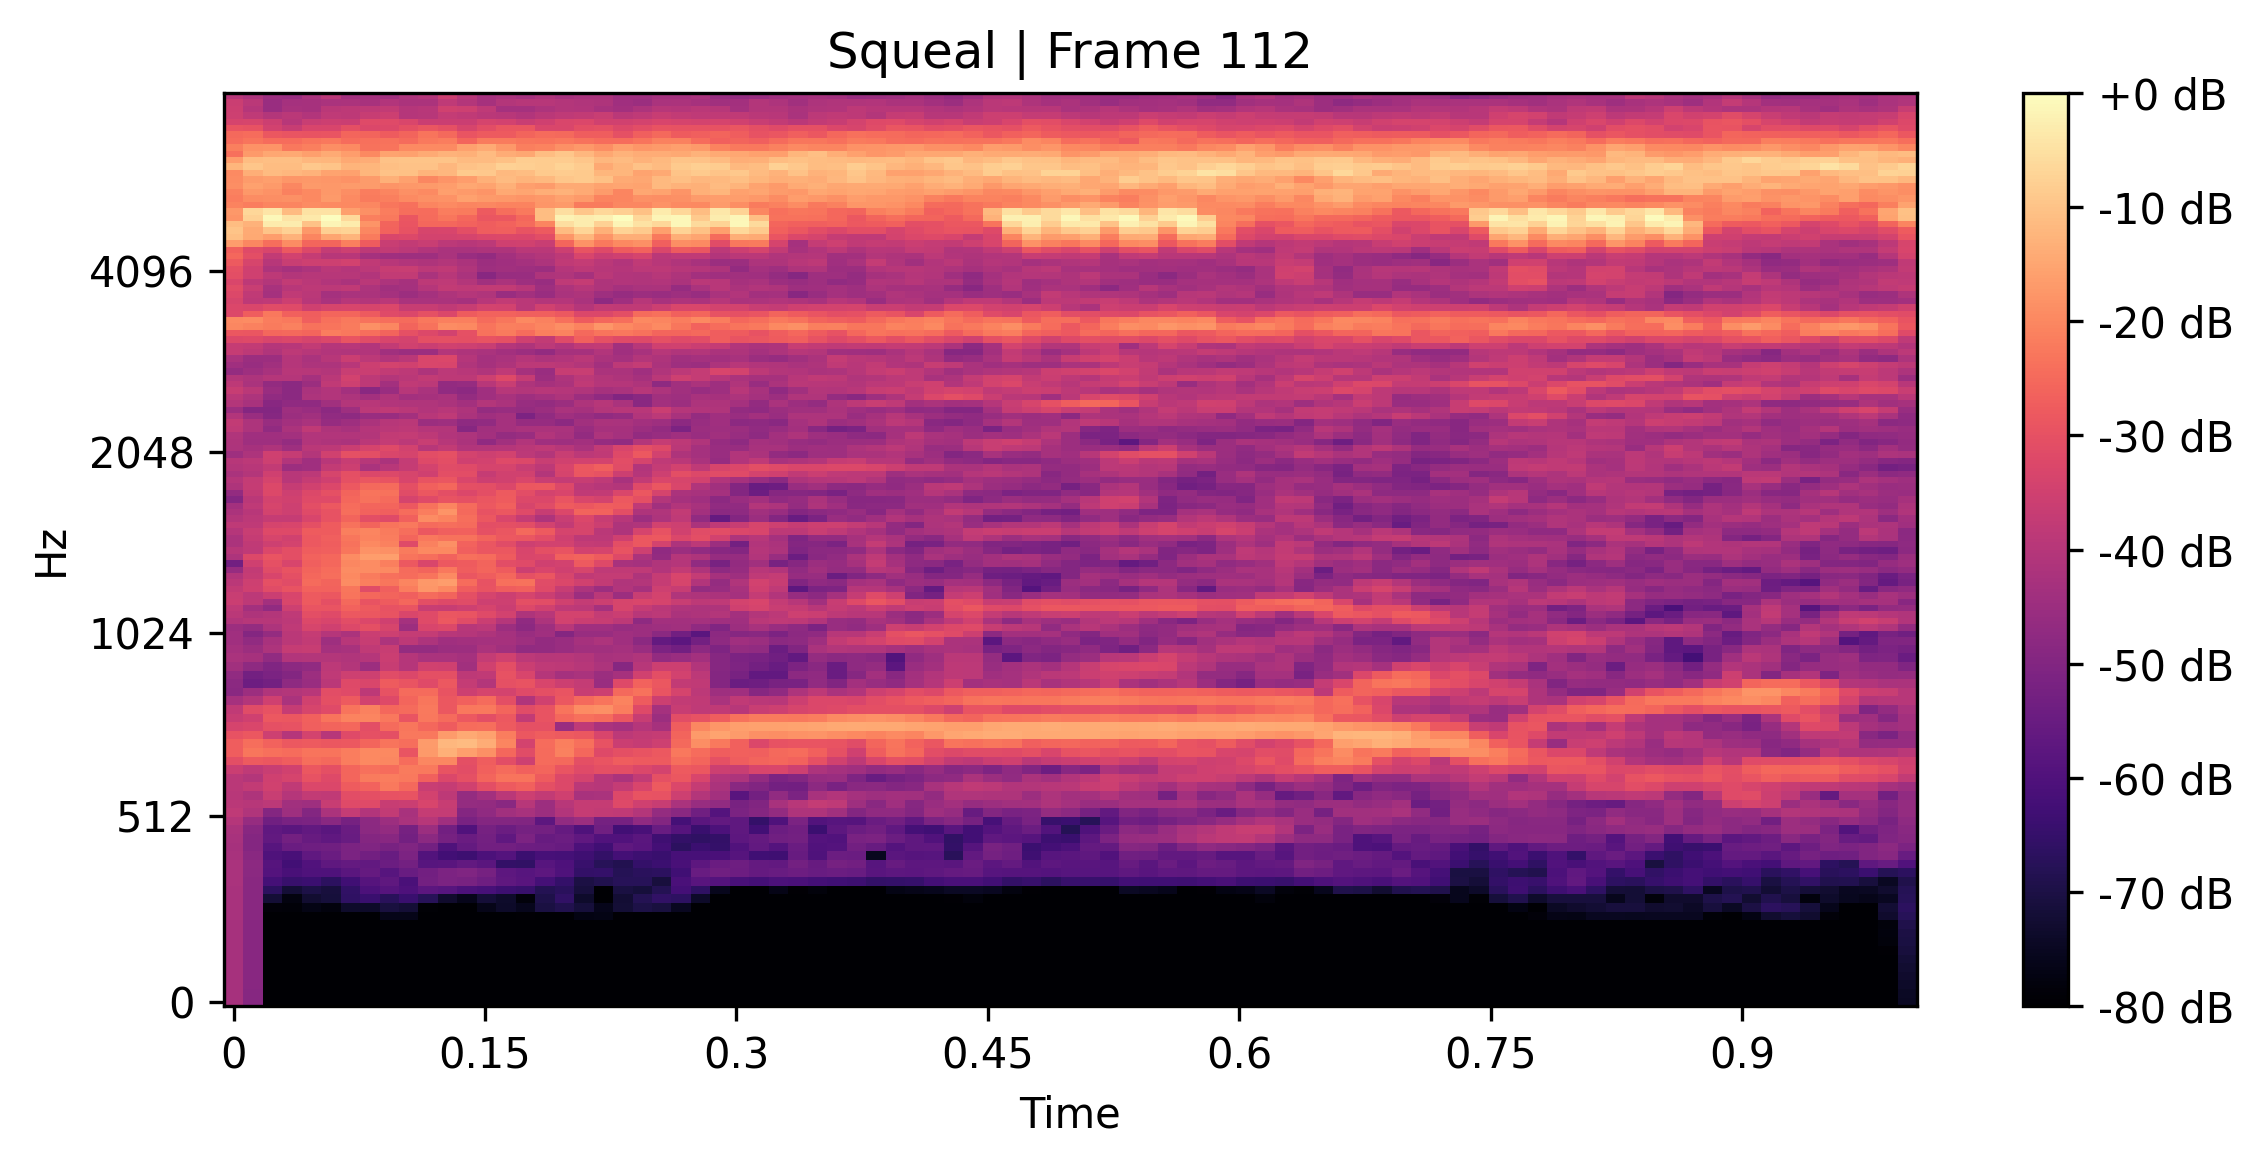 Squeal | Frame 112
Hz
4096
2048
1024
512
0
0 0.15 0.3 0.45 0.6 0.75 0.9
Time
+0 dB
-10 dB
-20 dB
-30 dB
-40 dB
-50 dB
-60 dB
-70 dB
-80 dB